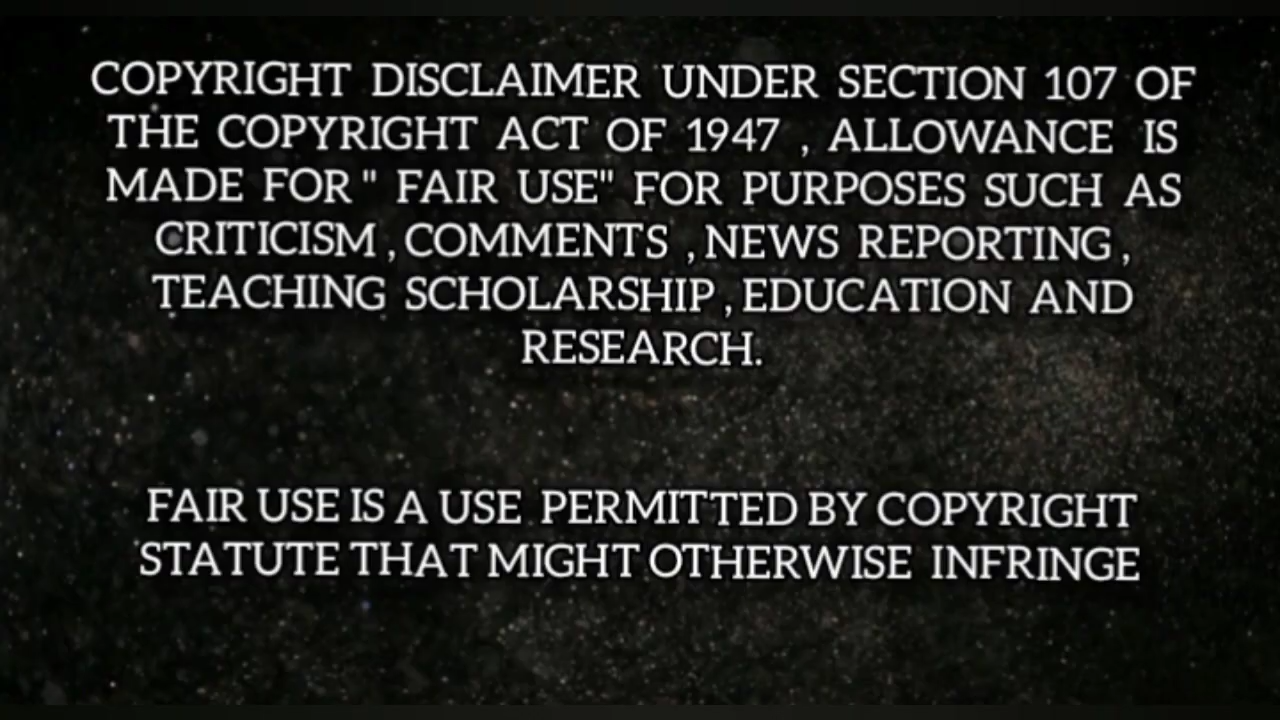 COPYRIGHT DISCLAIMER UNDER SECTION 107 OF
THE COPYRIGHT ACT OF 1947 , ALLOWANCE IS
MADE FOR " FAIR USE" FOR PURPOSES SUCH AS
CRITICISM , COMMENTS , NEWS REPORTING ,
TEACHING SCHOLARSHIP , EDUCATION AND
RESEARCH.
FAIR USE IS A USE PERMITTED BY COPYRIGHT
STATUTE THAT MIGHT OTHERWISE INFRINGE